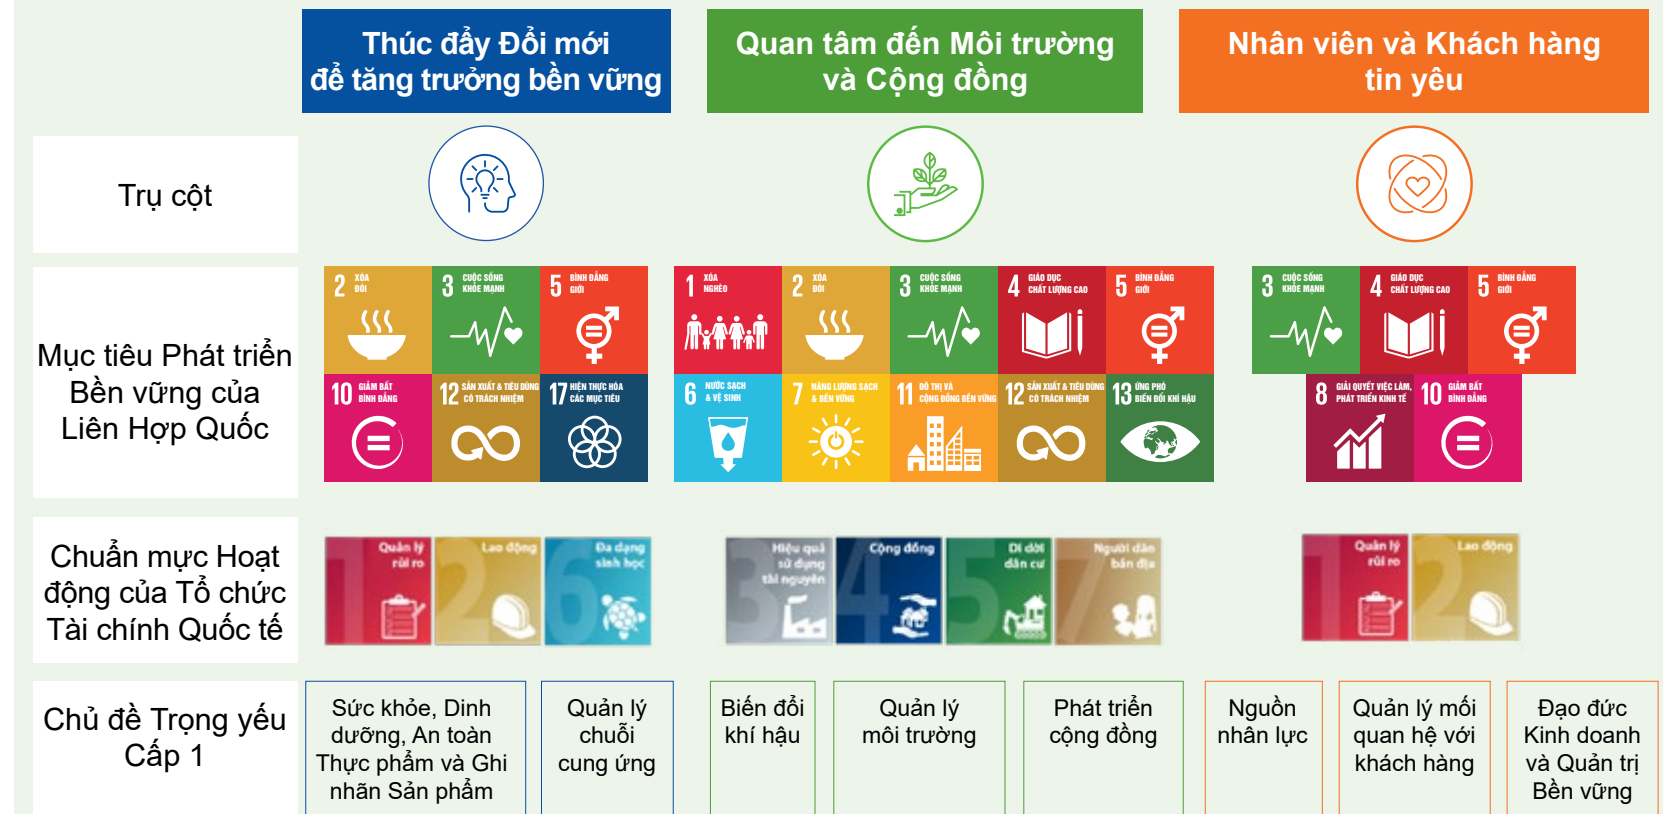 Thúc đẩy Đổi mới
để tăng trưởng bền vững
Quan tâm đến Môi trường
và Cộng đồng
Nhân viên và Khách hàng
tin yêu
Trụ cột
Mục tiêu Phát triển
Bền vững của
Liên Hợp Quốc
2 XÓA
ĐÓI
3 CUỘC SỐNG
KHỎE MẠNH
5 BÌNH ĐẲNG
GIỚI
10 GIẢM BẤT
BÌNH ĐẲNG
12 SẢN XUẤT & TIÊU DÙNG
CÓ TRÁCH NHIỆM
17 HIỆN THỰC HÓA
CÁC MỤC TIÊU
1 XÓA
NGHÈO
2 XÓA
ĐÓI
3 CUỘC SỐNG
KHỎE MẠNH
4 GIÁO DỤC
CHẤT LƯỢNG CAO
5 BÌNH ĐẲNG
GIỚI
6 NƯỚC SẠCH
& VỆ SINH
7 NĂNG LƯỢNG SẠCH
& BỀN VỮNG
11 ĐÔ THỊ VÀ
CỘNG ĐỒNG BỀN VỮNG
12 SẢN XUẤT & TIÊU DÙNG
CÓ TRÁCH NHIỆM
13 ỨNG PHÓ
BIẾN ĐỔI KHÍ HẬU
3 CUỘC SỐNG
KHỎE MẠNH
4 GIÁO DỤC
CHẤT LƯỢNG CAO
5 BÌNH ĐẲNG
GIỚI
8 GIẢI QUYẾT VIỆC LÀM,
PHÁT TRIỂN KINH TẾ
10 GIẢM BẤT
BÌNH ĐẲNG
Chuẩn mực Hoạt
động của Tổ chức
Tài chính Quốc tế
1 Quản lý
rủi ro
2 Lao động
6 Đa dạng
sinh học
3 Hiệu quả
sử dụng
tài nguyên
4 Cộng đồng
5 Di dời
dân cư
7 Người dân
bản địa
1 Quản lý
rủi ro
2 Lao động
Chủ đề Trọng yếu
Cấp 1
Sức khỏe, Dinh
dưỡng, An toàn
Thực phẩm và Ghi
nhãn Sản phẩm
Quản lý
chuỗi
cung ứng
Biến đổi
khí hậu
Quản lý
môi trường
Phát triển
cộng đồng
Nguồn
nhân lực
Quản lý mối
quan hệ với
khách hàng
Đạo đức
Kinh doanh
và Quản trị
Bền vững